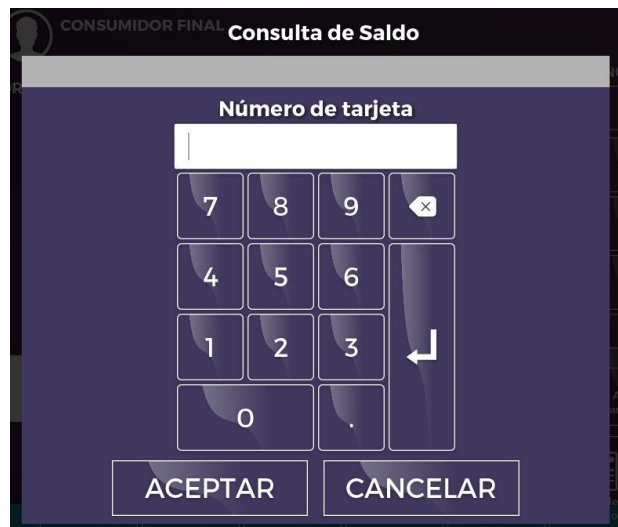 CONSUMIDOR FINAL
Consulta de Saldo
Número de tarjeta
7 8 9
4 5 6
1 2 3
0 .
ACEPTAR CANCELAR